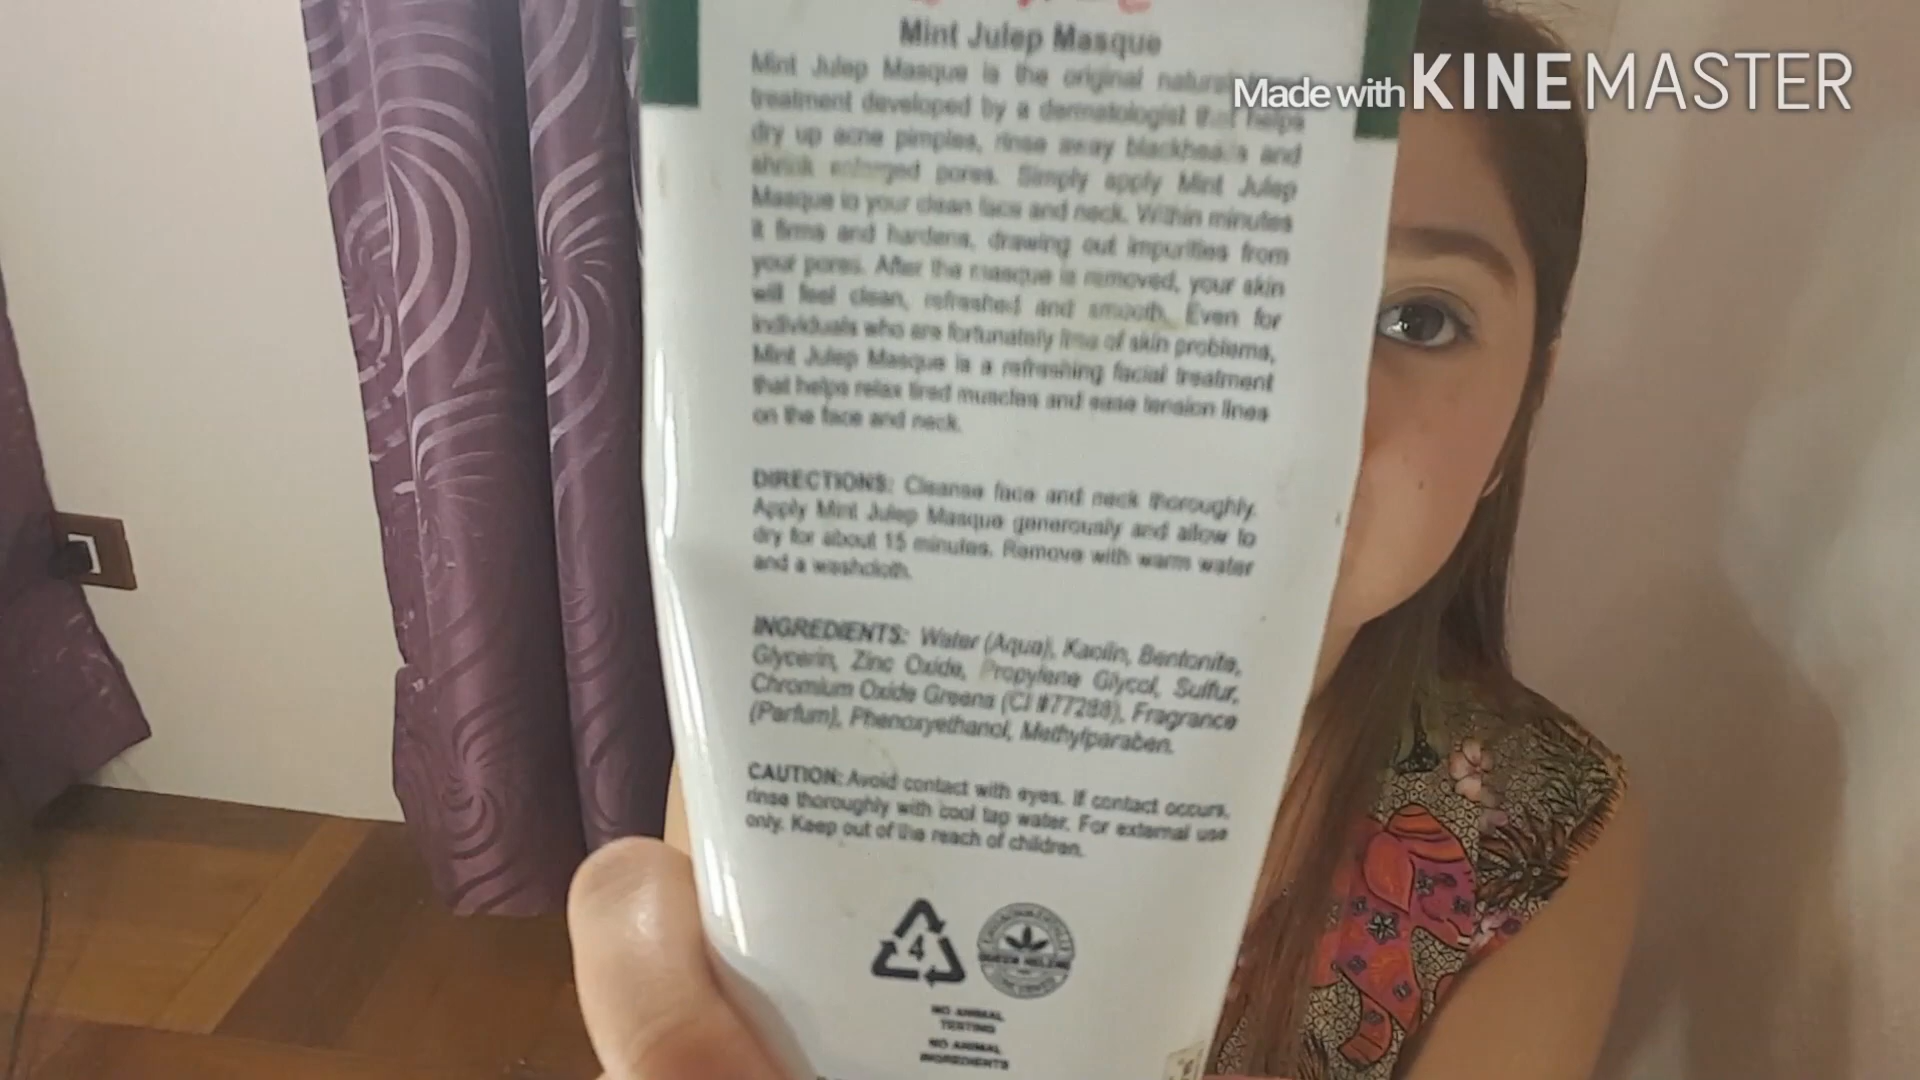 Mint Julep Masque
Made with KINEMASTER
Mint Julep Masque is the original natural
treatment developed by a dermatologist that helps
dry up acne pimples, rinse away blackheads and
shrink enlarged pores. Simply apply Mint Julep
Masque to your clean face and neck. Within minutes
it firms and hardens, drawing out impurities from
your pores. After the masque is removed, your skin
will feel clean, refreshed and smooth. Even for
individuals who are fortunately free of skin problems,
Mint Julep Masque is a refreshing facial treatment
that helps relax tired muscles and ease tension lines
on the face and neck.
DIRECTIONS: Cleanse face and neck thoroughly.
Apply Mint Julep Masque generously and allow to
dry for about 15 minutes. Remove with warm water
and a washcloth.
INGREDIENTS: Water (Aqua), Kaolin, Bentonite,
Glycerin, Zinc Oxide, Propylene Glycol, Sulfur,
Chromium Oxide Greens (CI #77288), Fragrance
(Parfum), Phenoxyethanol, Methylparaben.
CAUTION: Avoid contact with eyes. If contact occurs,
rinse thoroughly with cool tap water. For external use
only. Keep out of the reach of children.
4
QUEEN HELENE
NO ANIMAL
TESTING
NO ANIMAL
INGREDIENTS